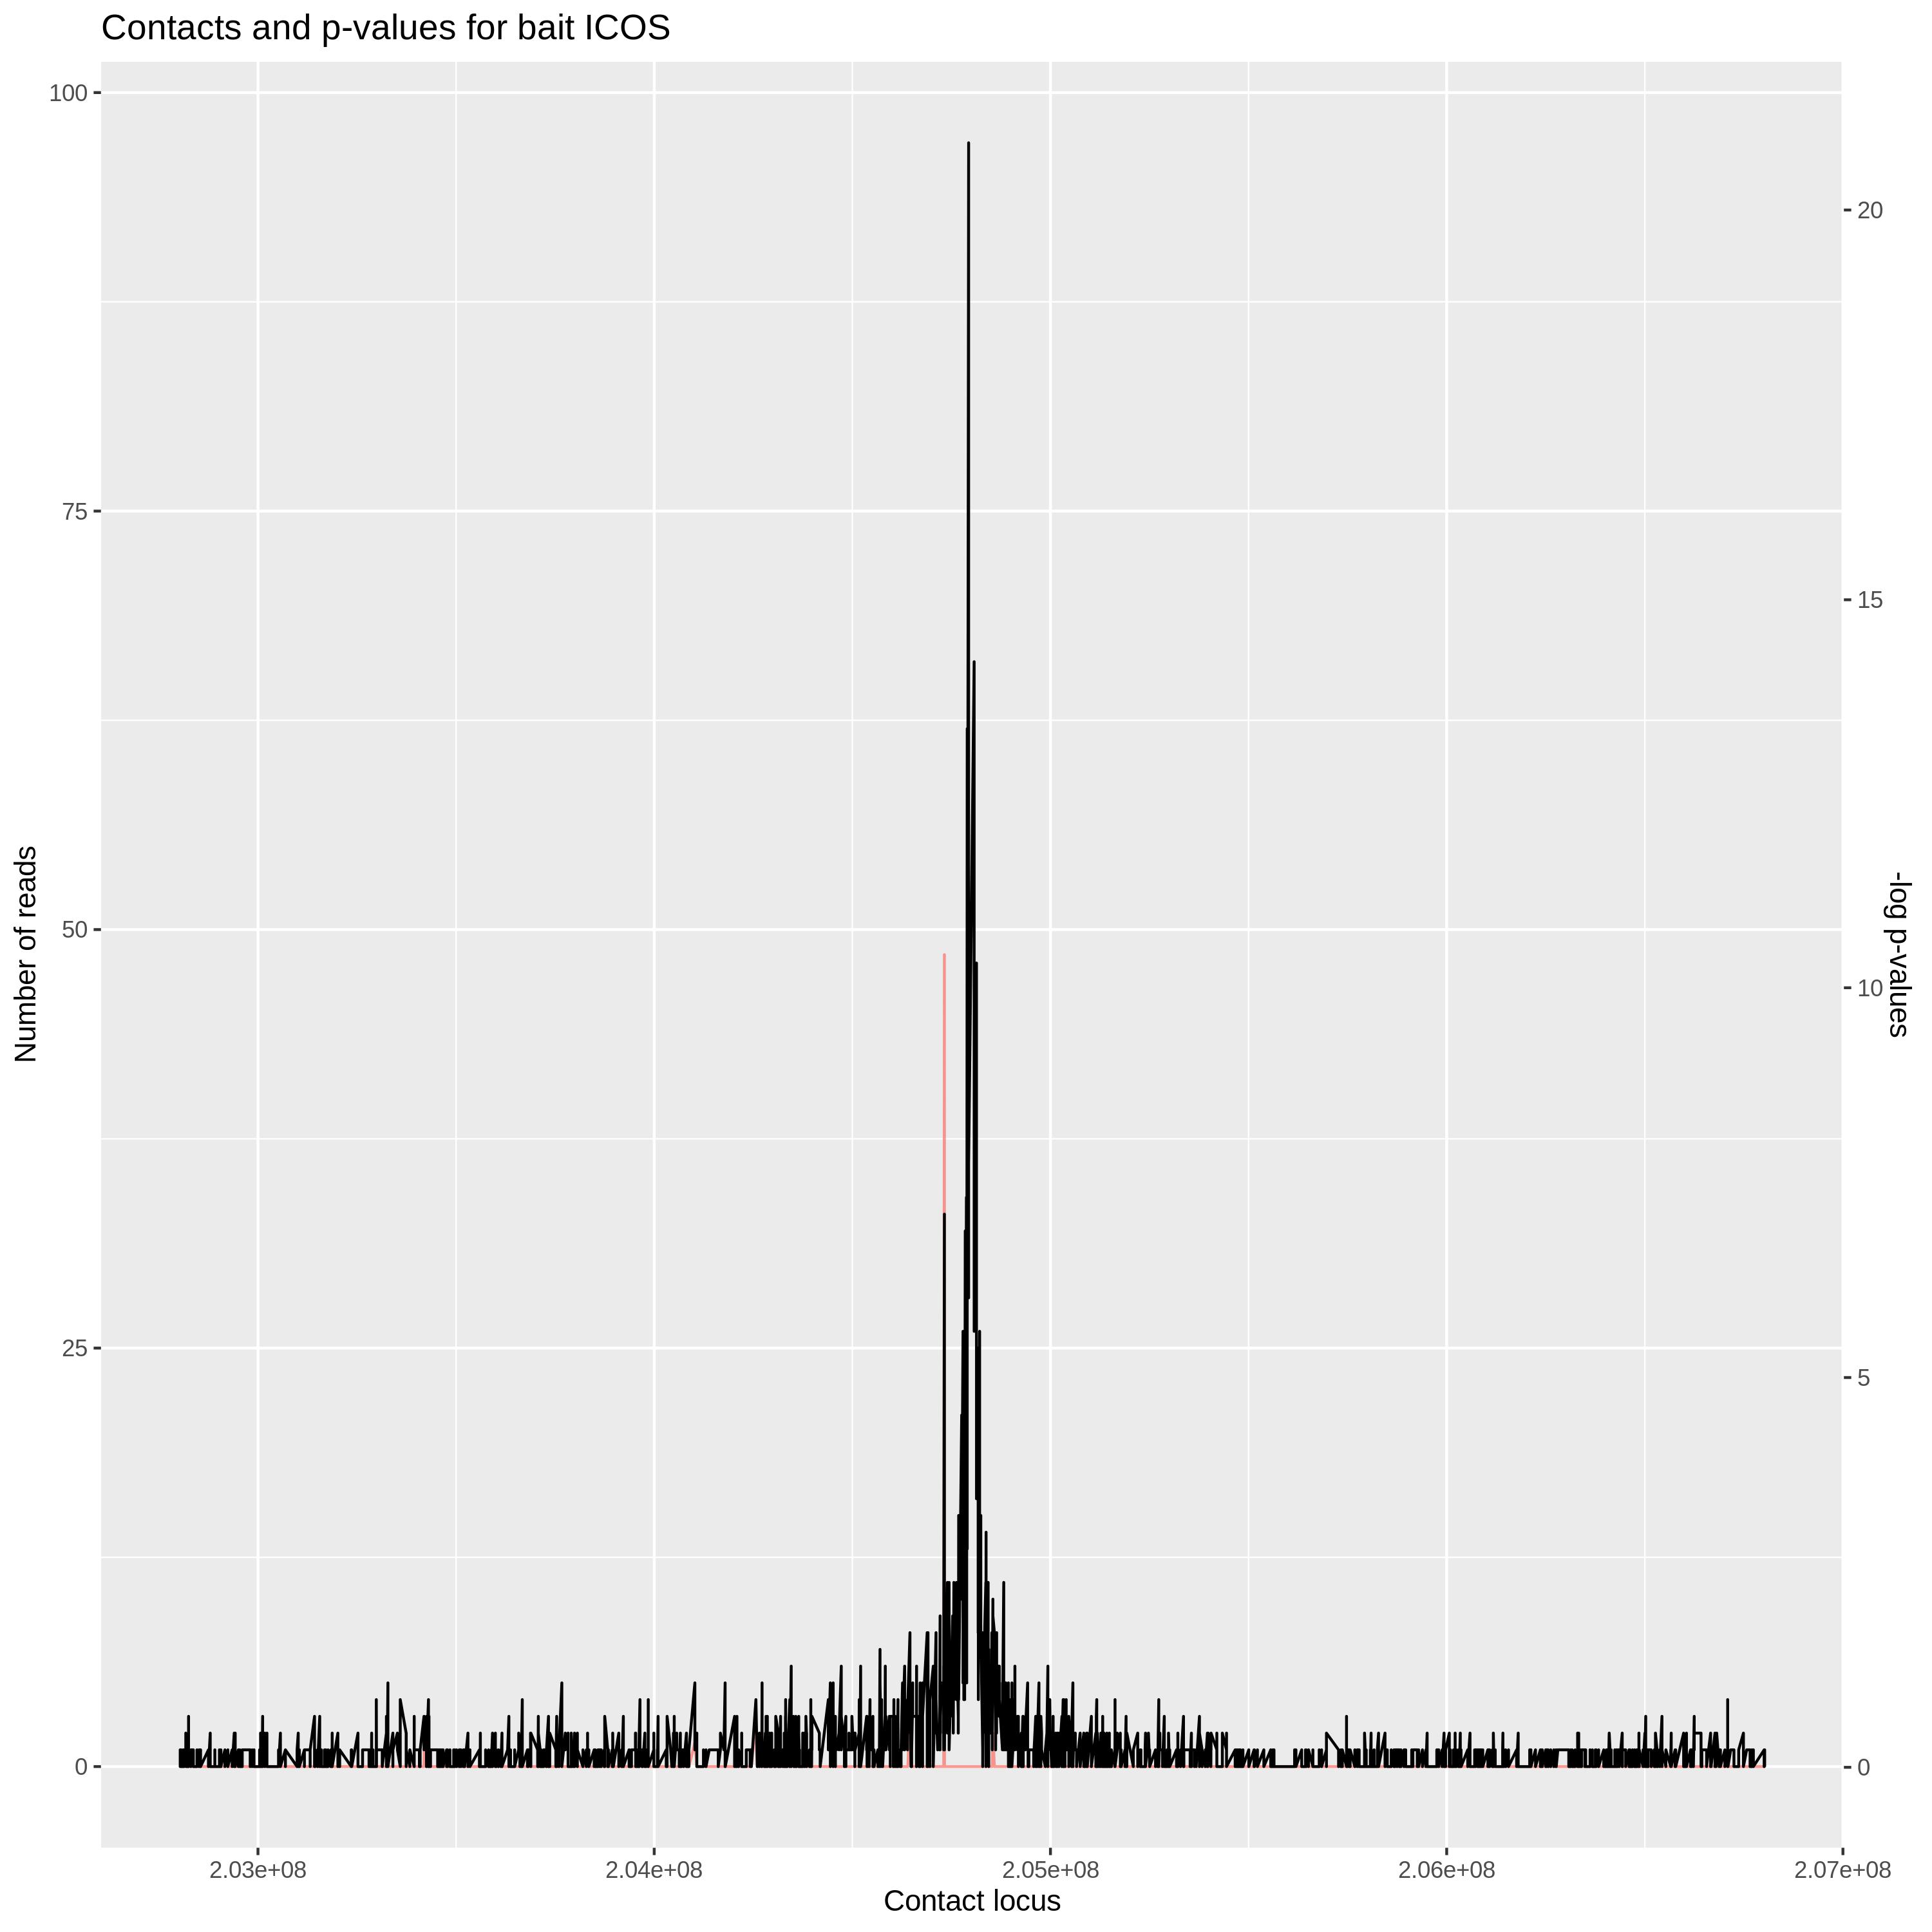 Contacts and p-values for bait ICOS
100
75
50
25
0
Number of reads
20
15
10
5
0
-log p-values
2.03e+08
2.04e+08
2.05e+08
2.06e+08
2.07e+08
Contact locus